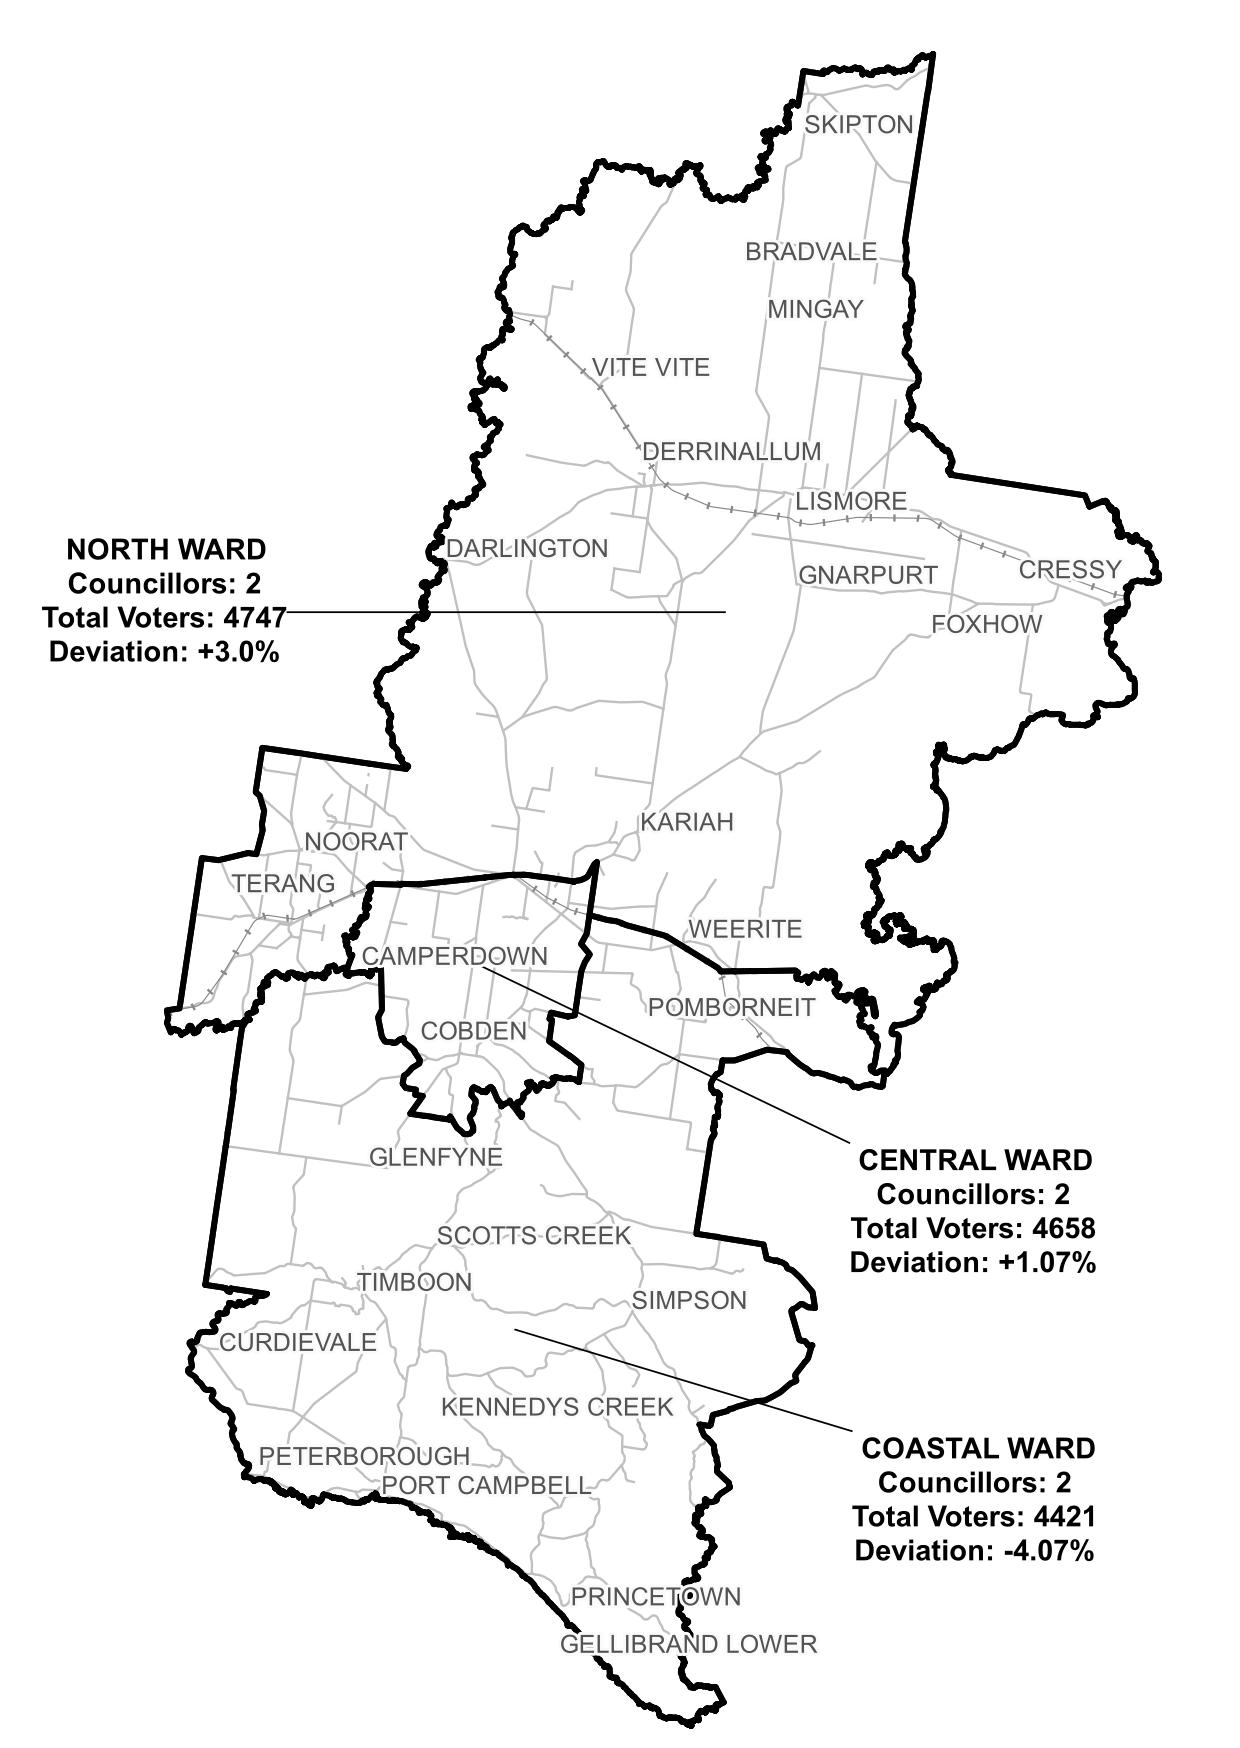 SKIPTON
BRADVALE
MINGAY
VITE VITE
DERRINALLUM
LISMORE
DARLINGTON
CRESSY
GNARPURT
FOXHOW
NORTH WARD
Councillors: 2
Total Voters: 4747
Deviation: +3.0%
KARIAH
NOORAT
TERANG
WEERITE
CAMPERDOWN
POMBORNEIT
COBDEN
GLENFYNE
CENTRAL WARD
Councillors: 2
Total Voters: 4658
Deviation: +1.07%
SCOTTS CREEK
TIMBOON
SIMPSON
CURDIEVALE
KENNEDYS CREEK
PETERBOROUGH
PORT CAMPBELL
COASTAL WARD
Councillors: 2
Total Voters: 4421
Deviation: -4.07%
PRINCETOWN
GELLIBRAND LOWER